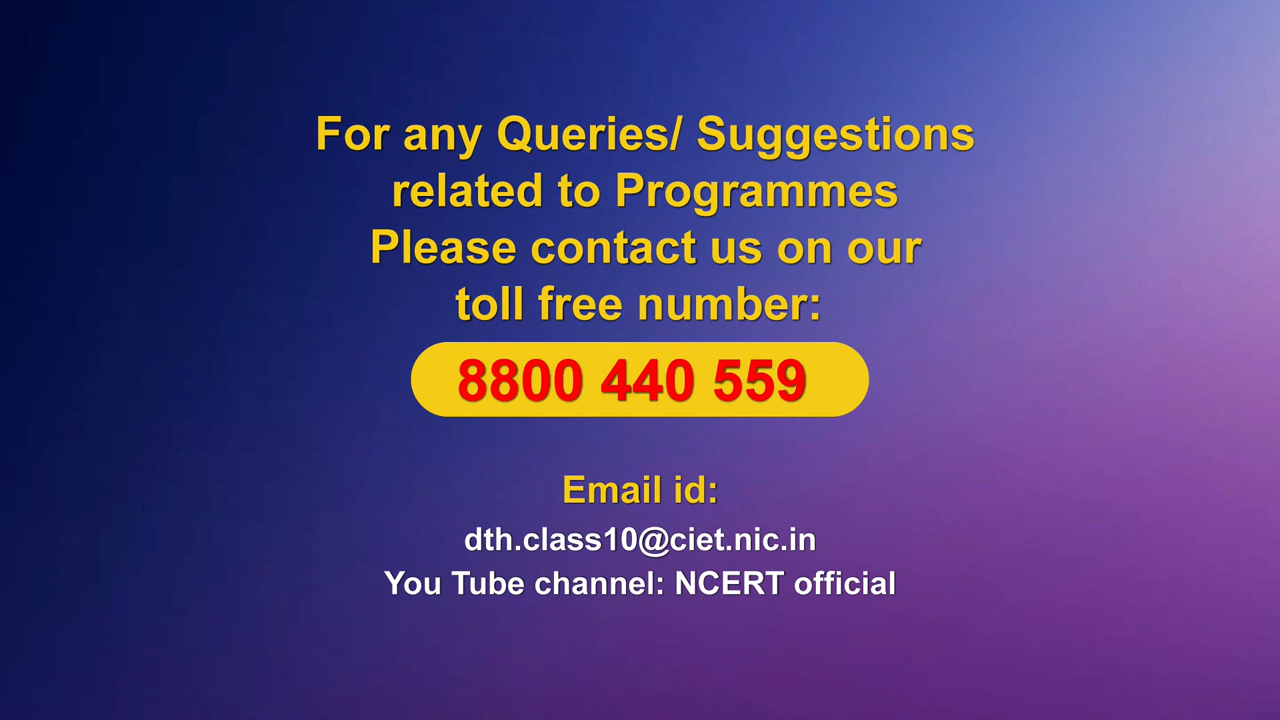 For any Queries/ Suggestions
related to Programmes
Please contact us on our
toll free number:
8800 440 559
Email id:
dth.class10@ciet.nic.in
You Tube channel: NCERT official